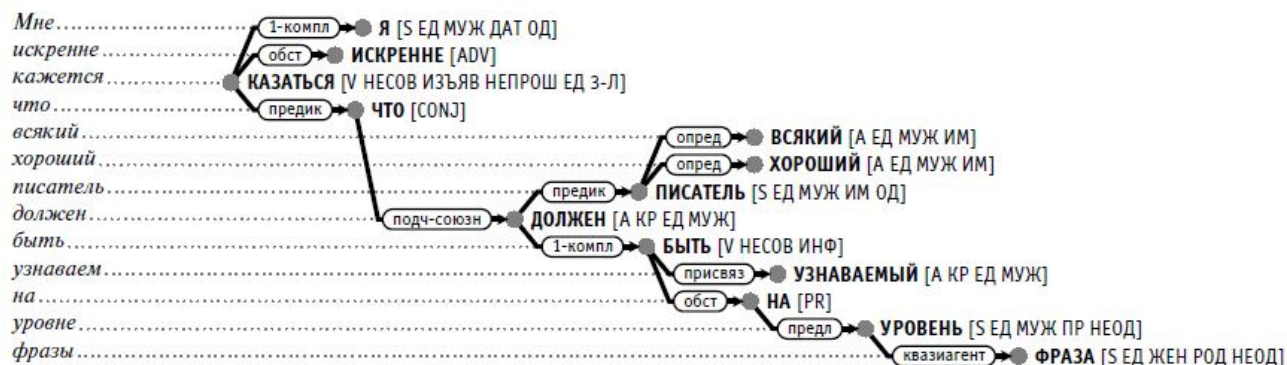 Мне 1-компл Я [S ЕД МУЖ ДАТ ОД]
искренне обст ИСКРЕННЕ [ADV]
кажется КАЗАТЬСЯ [V НЕСОВ ИЗЪЯВ НЕПРОШ ЕД 3-Л]
что предик ЧТО [CONJ]
всякий опред ВСЯКИЙ [A ЕД МУЖ ИМ]
хороший опред ХОРОШИЙ [A ЕД МУЖ ИМ]
писатель предик ПИСАТЕЛЬ [S ЕД МУЖ ИМ ОД]
должен подч-союзн ДОЛЖЕН [A КР ЕД МУЖ]
быть 1-компл БЫТЬ [V НЕСОВ ИНФ]
узнаваем присвяз УЗНАВАЕМЫЙ [A КР ЕД МУЖ]
на обст НА [PR]
уровне предл УРОВЕНЬ [S ЕД МУЖ ПР НЕОД]
фразы квазиагент ФРАЗА [S ЕД ЖЕН РОД НЕОД]